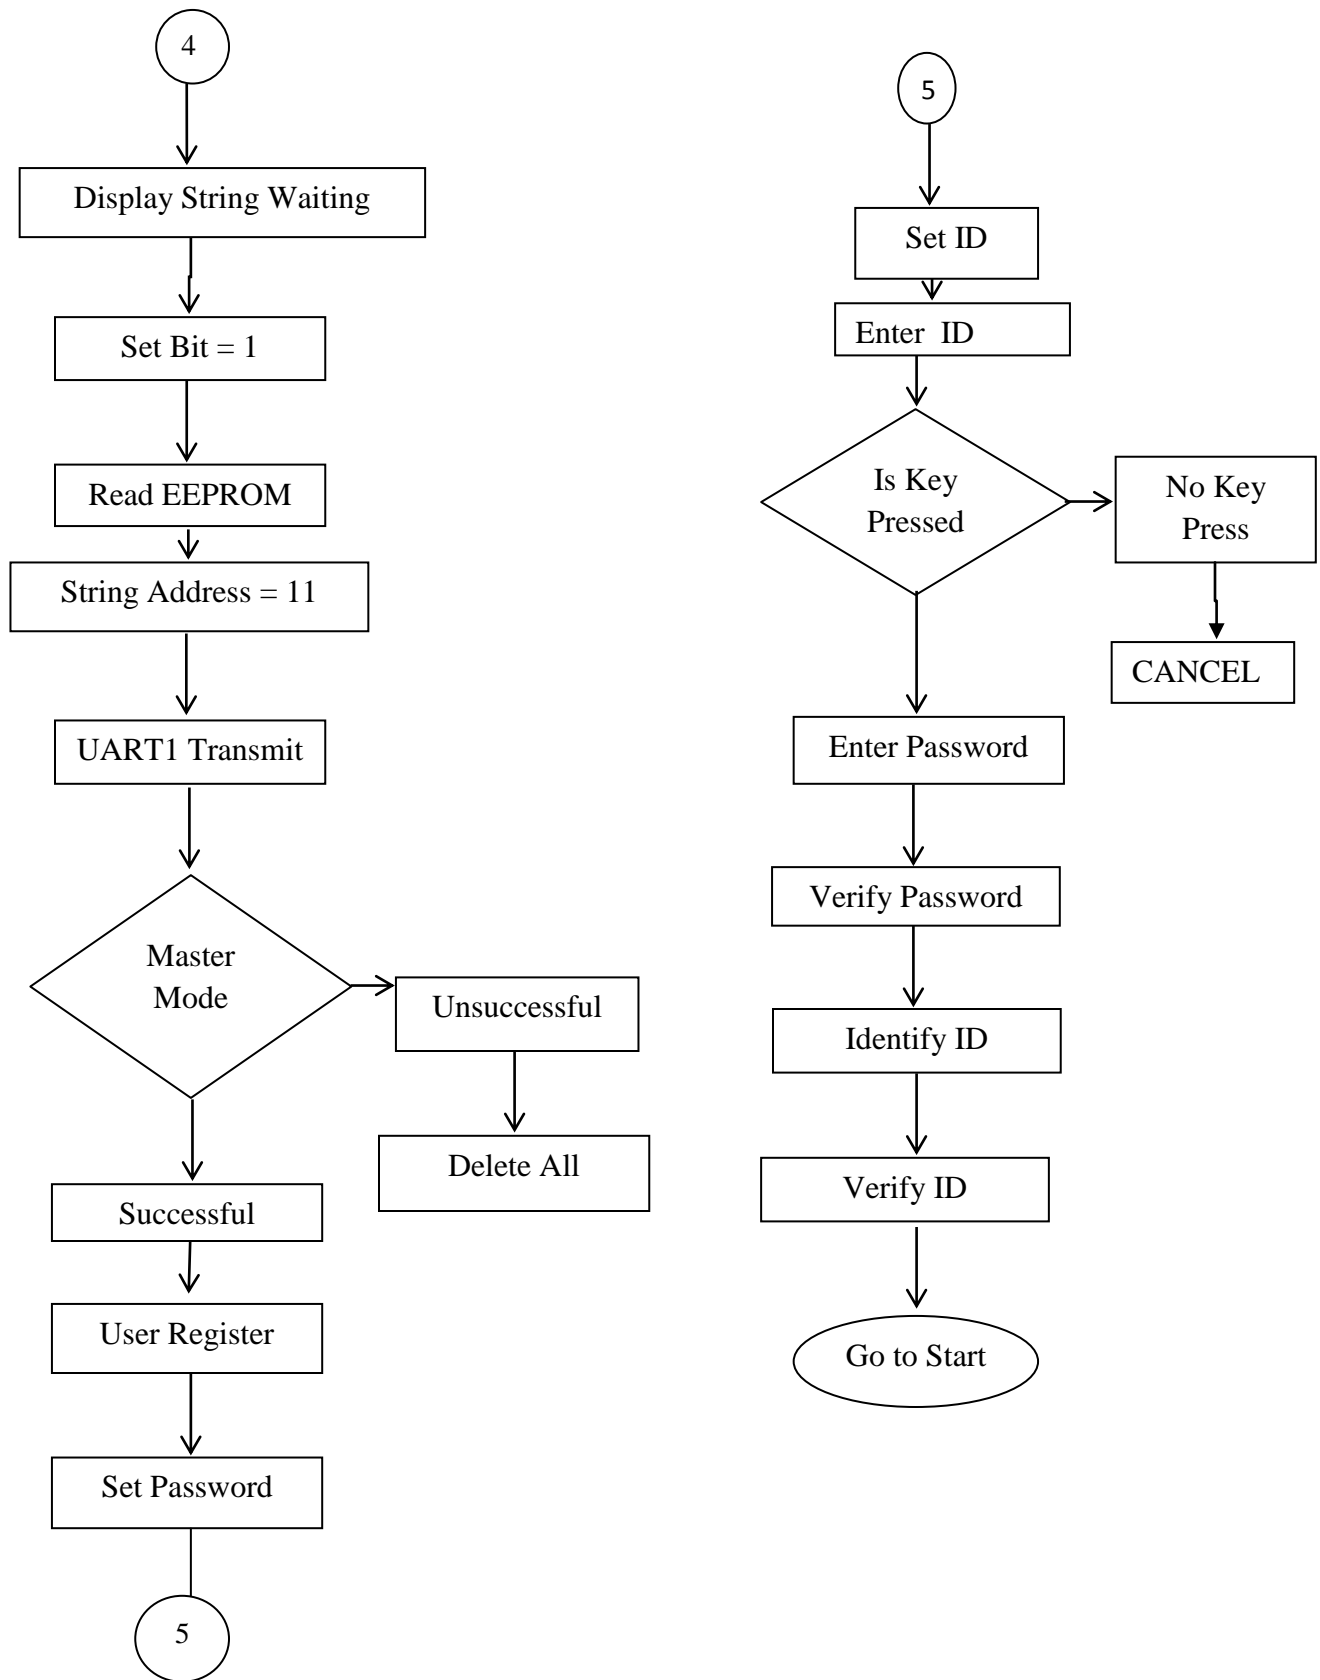 4
Display String Waiting
Set Bit = 1
Read EEPROM
String Address = 11
UART1 Transmit
Master
Mode
Unsuccessful
Delete All
Successful
User Register
Set Password
5
5
Set ID
Enter ID
Is Key
Pressed
No Key
Press
CANCEL
Enter Password
Verify Password
Identify ID
Verify ID
Go to Start